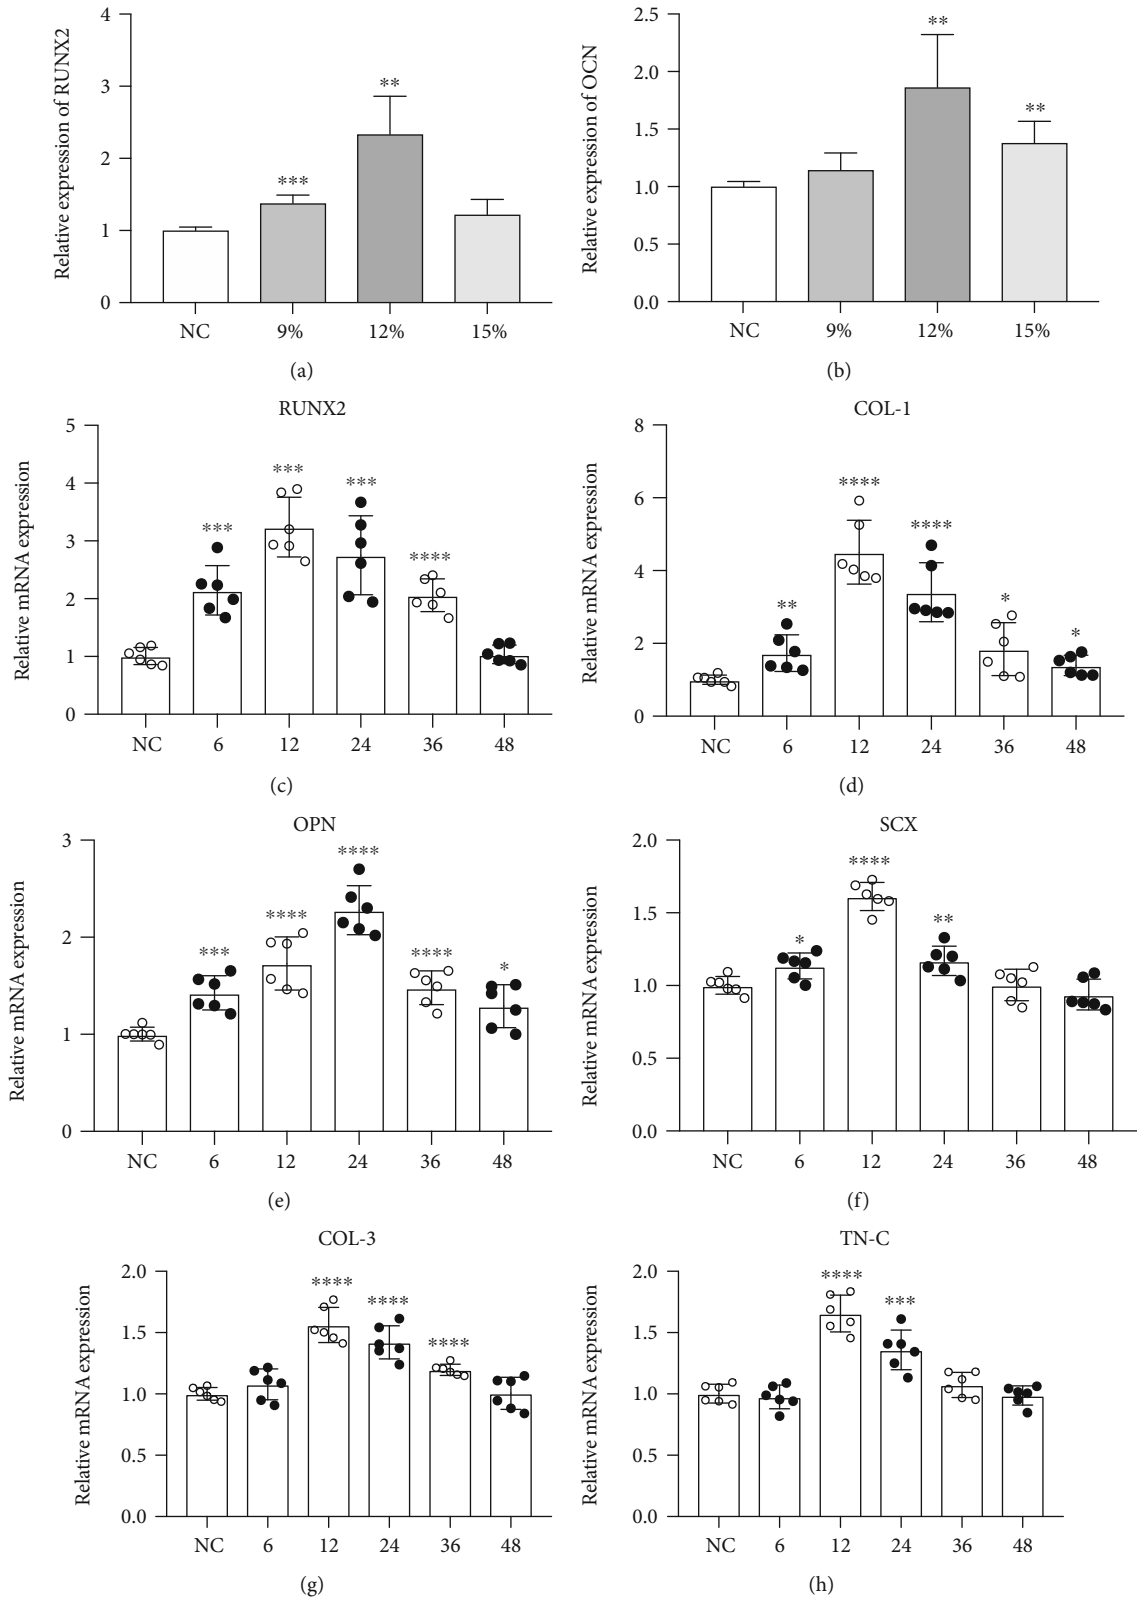 Relative expression of RUNX2
4
3
2
1
0
***
**
NC 9% 12% 15%
(a)
Relative expression of OCN
2.5
2.0
1.5
1.0
0.5
0.0
**
**
NC 9% 12% 15%
(b)
RUNX2
Relative mRNA expression
5
4
3
2
1
0
***
***
***
****
NC 6 12 24 36 48
(c)
COL-1
Relative mRNA expression
8
6
4
2
0
**
****
****
*
*
NC 6 12 24 36 48
(d)
OPN
Relative mRNA expression
3
2
1
0
***
****
****
****
*
NC 6 12 24 36 48
(e)
SCX
Relative mRNA expression
2.0
1.5
1.0
0.5
0.0
*
****
**
NC 6 12 24 36 48
(f)
COL-3
Relative mRNA expression
2.0
1.5
1.0
0.5
0.0
****
****
****
NC 6 12 24 36 48
(g)
TN-C
Relative mRNA expression
2.0
1.5
1.0
0.5
0.0
****
***
NC 6 12 24 36 48
(h)